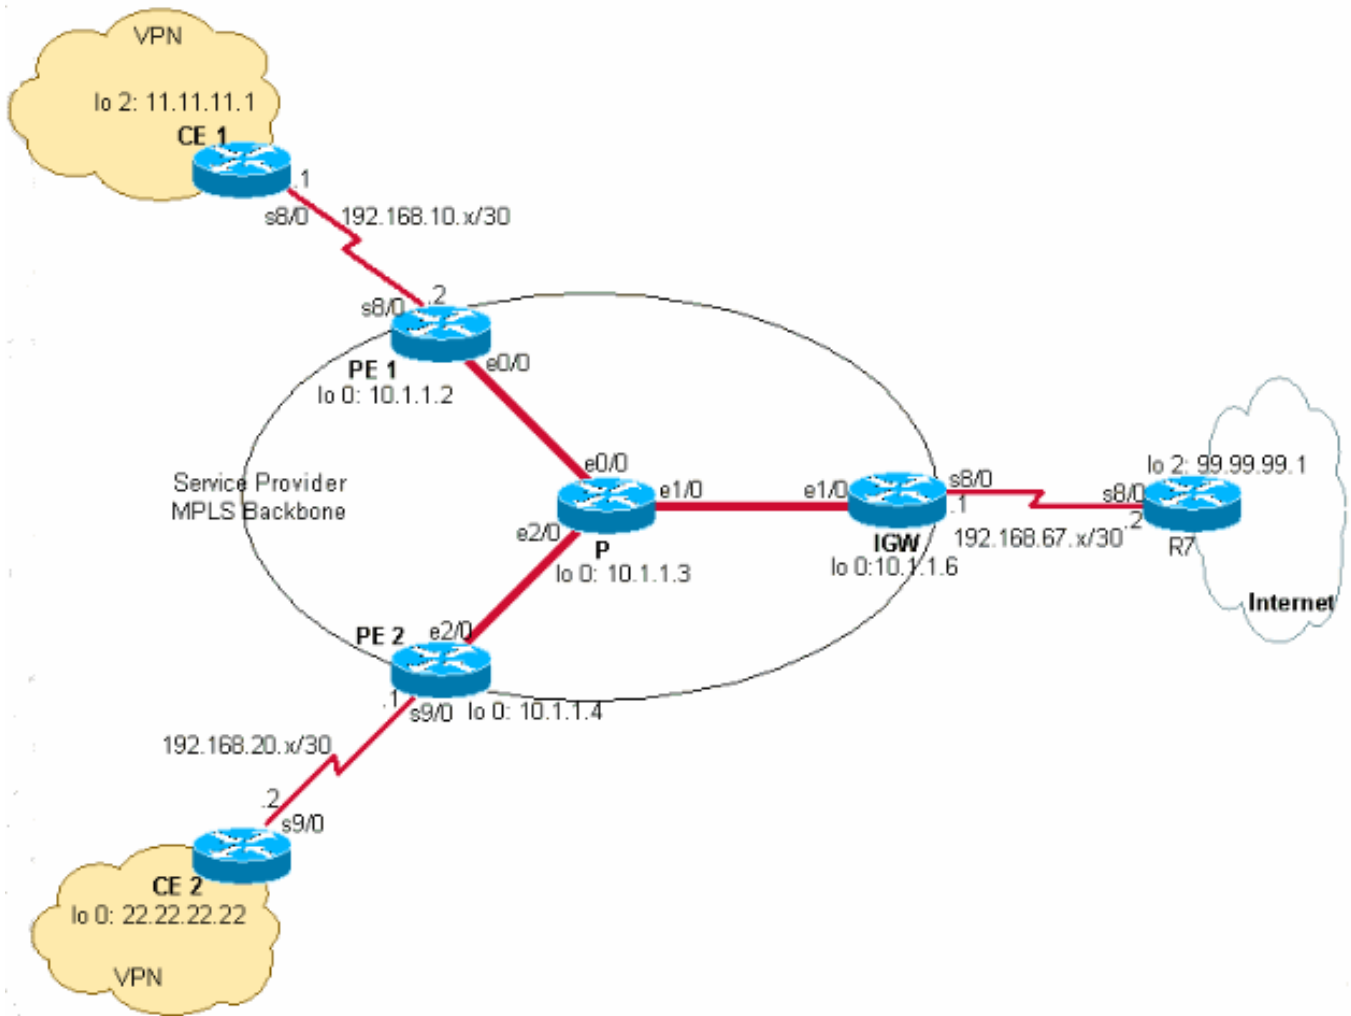 VPN
lo 2: 11.11.11.1
CE 1
.1
s8/0
192.168.10.x/30
.2
s8/0
PE 1
e0/0
lo 0: 10.1.1.2
Service Provider
MPLS Backbone
e0/0
e1/0
e2/0
P
lo 0: 10.1.1.3
e1/0
s8/0
.1
IGW
lo 0:10.1.1.6
192.168.67.x/30
lo 2: 99.99.99.1
s8/0
.2
R7
Internet
PE 2
e2/0
.1
s9/0
lo 0: 10.1.1.4
192.168.20.x/30
.2
s9/0
CE 2
lo 0: 22.22.22.22
VPN